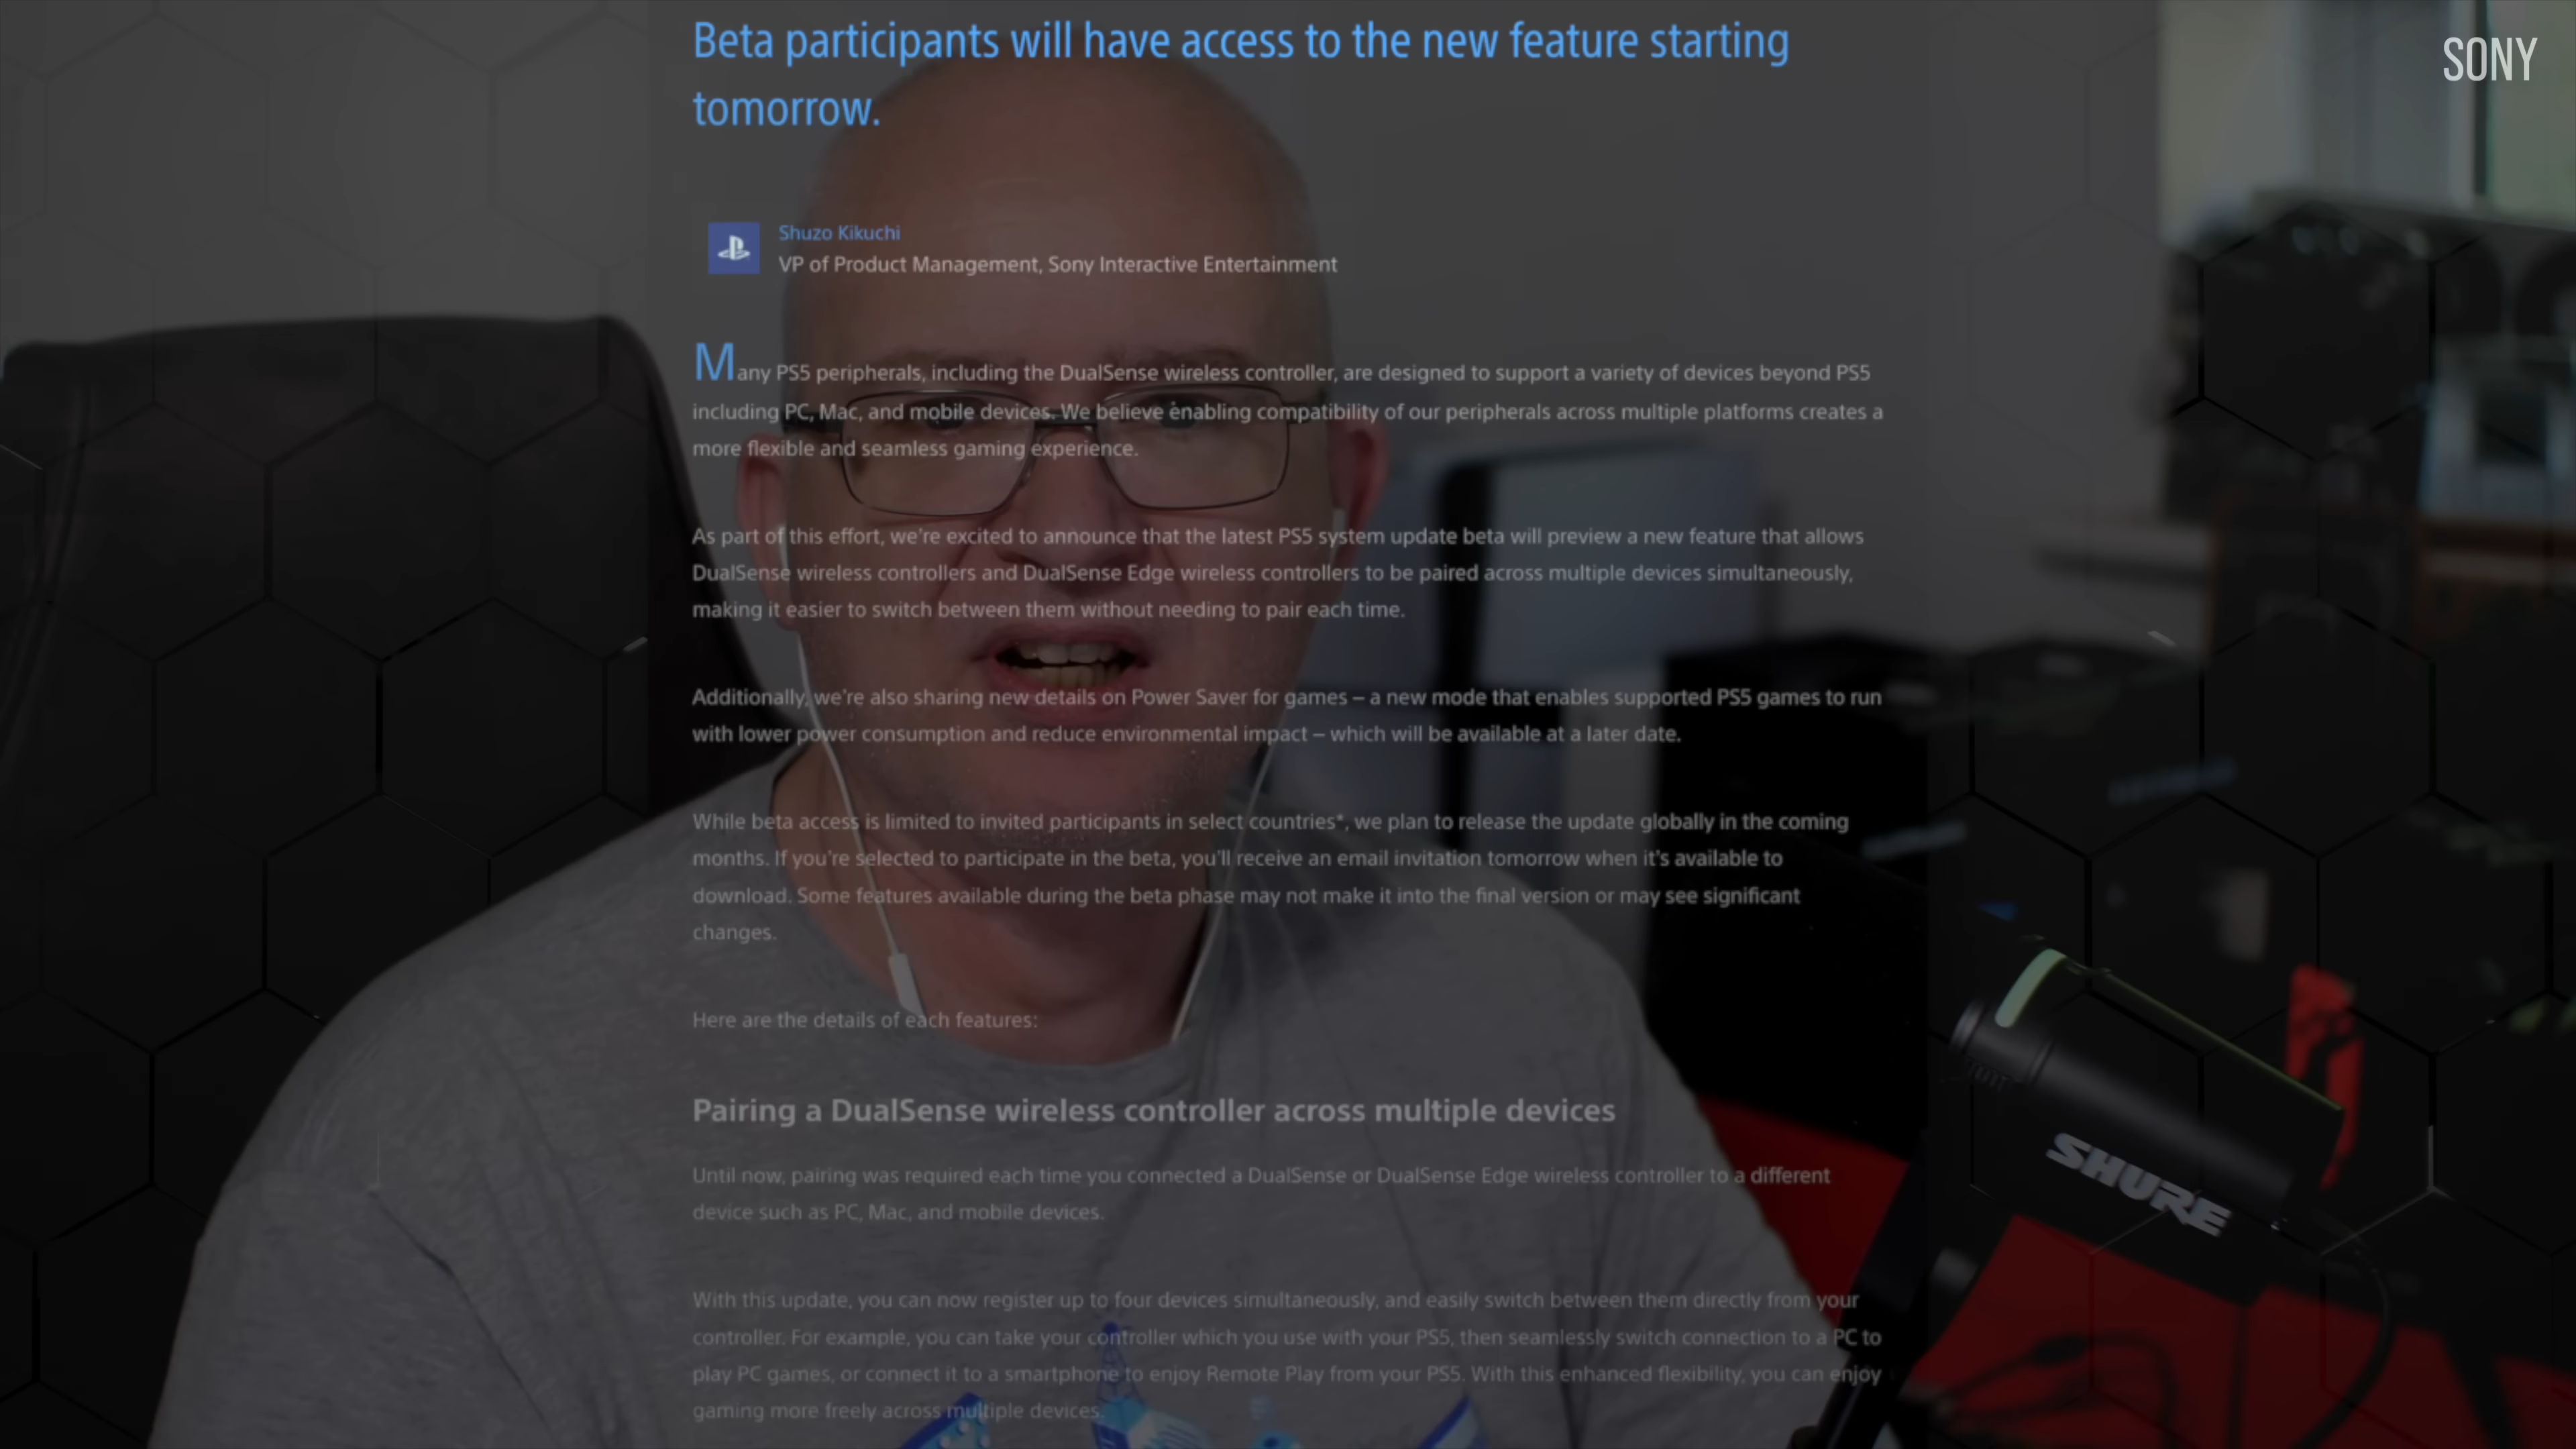 SONY
Beta participants will have access to the new feature starting
tomorrow.
Shuzo Kikuchi
VP of Product Management, Sony Interactive Entertainment
Many PS5 peripherals, including the DualSense wireless controller, are designed to support a variety of devices beyond PS5
including PC, Mac, and mobile devices. We believe enabling compatibility of our peripherals across multiple platforms creates a
more flexible and seamless gaming experience.
As part of this effort, we're excited to announce that the latest PS5 system update beta will preview a new feature that allows
DualSense wireless controllers and DualSense Edge wireless controllers to be paired across multiple devices simultaneously,
making it easier to switch between them without needing to pair each time.
Additionally, we're also sharing new details on Power Saver for games – a new mode that enables supported PS5 games to run
with lower power consumption and reduce environmental impact – which will be available at a later date.
While beta access is limited to invited participants in select countries*, we plan to release the update globally in the coming
months. If you're selected to participate in the beta, you'll receive an email invitation tomorrow when it's available to
download. Some features available during the beta phase may not make it into the final version or may see significant
changes.
Here are the details of each features:
Pairing a DualSense wireless controller across multiple devices
Until now, pairing was required each time you connected a DualSense or DualSense Edge wireless controller to a different
device such as PC, Mac, and mobile devices.
With this update, you can now register up to four devices simultaneously, and easily switch between them directly from your
controller. For example, you can take your controller which you use with your PS5, then seamlessly switch connection to a PC to
play PC games, or connect it to a smartphone to enjoy Remote Play from your PS5. With this enhanced flexibility, you can enjoy
gaming more freely across multiple devices.
SHURE